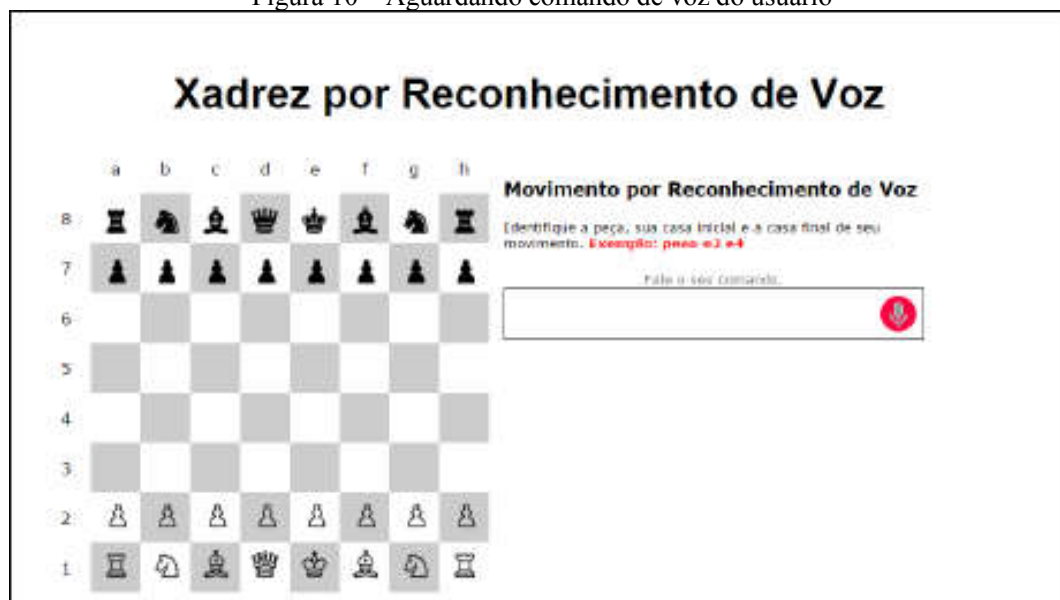 Figura 10 – Aguardando comando de voz do usuário
Xadrez por Reconhecimento de Voz
a b c d e f g h
Movimento por Reconhecimento de Voz
8
Identifique a peça, sua casa inicial e a casa final de seu
movimento. Exemplo: peao e2 e4
7
Fale o seu comando.
6
5
4
3
2
1